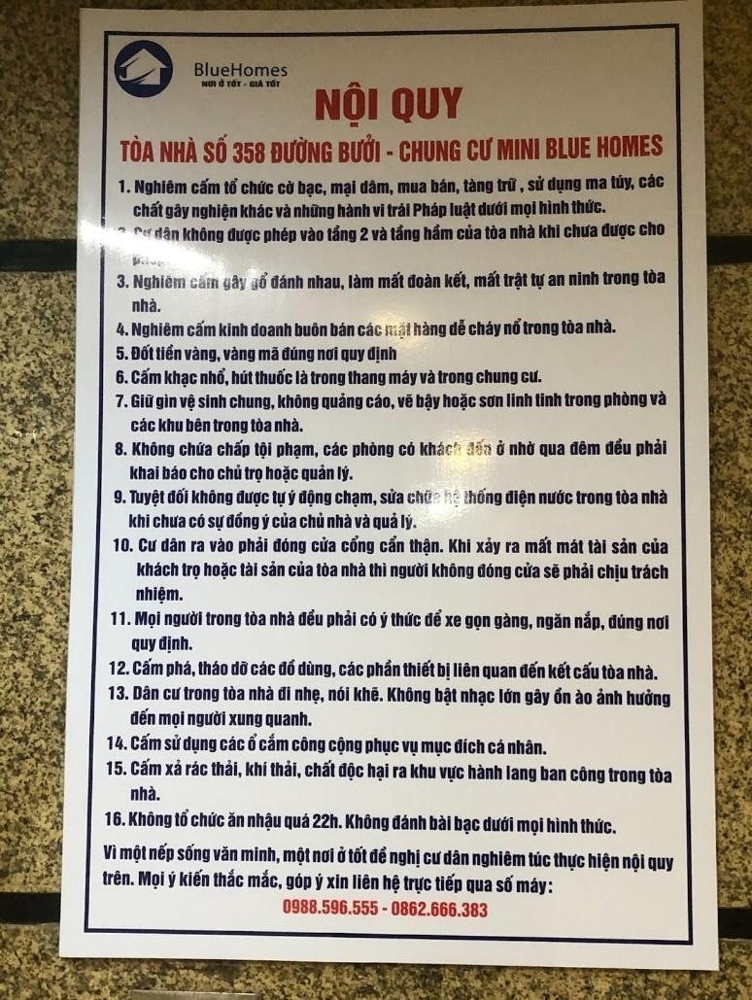 BlueHomes
NƠI Ở TỐT - GIÁ TỐT
NỘI QUY
TÒA NHÀ SỐ 358 ĐƯỜNG BƯỞI - CHUNG CƯ MINI BLUE HOMES
1. Nghiêm cấm tổ chức cờ bạc, mại dâm, mua bán, tàng trữ , sử dụng ma túy, các
chất gây nghiện khác và những hành vi trái Pháp luật dưới mọi hình thức.
2. Cư dân không được phép vào tầng 2 và tầng hầm của tòa nhà khi chưa được cho
phép.
3. Nghiêm cấm gây gổ đánh nhau, làm mất đoàn kết, mất trật tự an ninh trong tòa
nhà.
4. Nghiêm cấm kinh doanh buôn bán các mặt hàng dễ cháy nổ trong tòa nhà.
5. Đốt tiền vàng, vàng mã đúng nơi quy định
6. Cấm khạc nhổ, hút thuốc là trong thang máy và trong chung cư.
7. Giữ gìn vệ sinh chung, không quảng cáo, vẽ bậy hoặc sơn linh tinh trong phòng và
các khu bên trong tòa nhà.
8. Không chứa chấp tội phạm, các phòng có khách đến ở nhờ qua đêm đều phải
khai báo cho chủ trọ hoặc quản lý.
9. Tuyệt đối không được tự ý động chạm, sửa chữa hệ thống điện nước trong tòa nhà
khi chưa có sự đồng ý của chủ nhà và quả lý.
10. Cư dân ra vào phải đóng cửa cổng cẩn thận. Khi xảy ra mất mát tài sản của
khách trọ hoặc tài sản của tòa nhà thì người không đóng cửa sẽ phải chịu trách
nhiệm.
11. Mọi người trong tòa nhà đều phải có ý thức để xe gọn gàng, ngăn nắp, đúng nơi
quy định.
12. Cấm phá, tháo dỡ các đồ dùng, các phần thiết bị liên quan đến kết cấu tòa nhà.
13. Dân cư trong tòa nhà đi nhẹ, nói khẽ. Không bật nhạc lớn gây ồn ào ảnh hưởng
đến mọi người xung quanh.
14. Cấm sử dụng các ổ cắm công cộng phục vụ mục đích cá nhân.
15. Cấm xả rác thải, khí thải, chất độc hại ra khu vực hành lang ban công trong tòa
nhà.
16. Không tổ chức ăn nhậu quá 22h. Không đánh bài bạc dưới mọi hình thức.
Vì một nếp sống văn minh, một nơi ở tốt đề nghị cư dân nghiêm túc thực hiện nội quy
trên. Mọi ý kiến thắc mắc, góp ý xin liên hệ trực tiếp qua số máy:
0988.596.555 - 0862.666.383